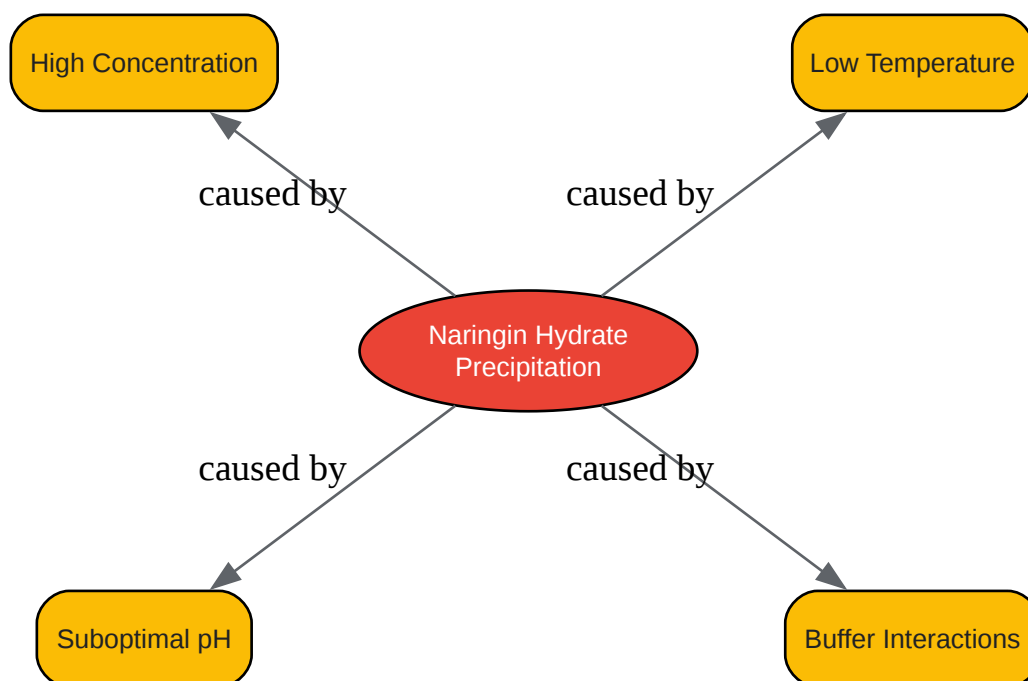 High Concentration
Low Temperature
caused by
caused by
Naringin Hydrate
Precipitation
caused by
caused by
Suboptimal pH
Buffer Interactions